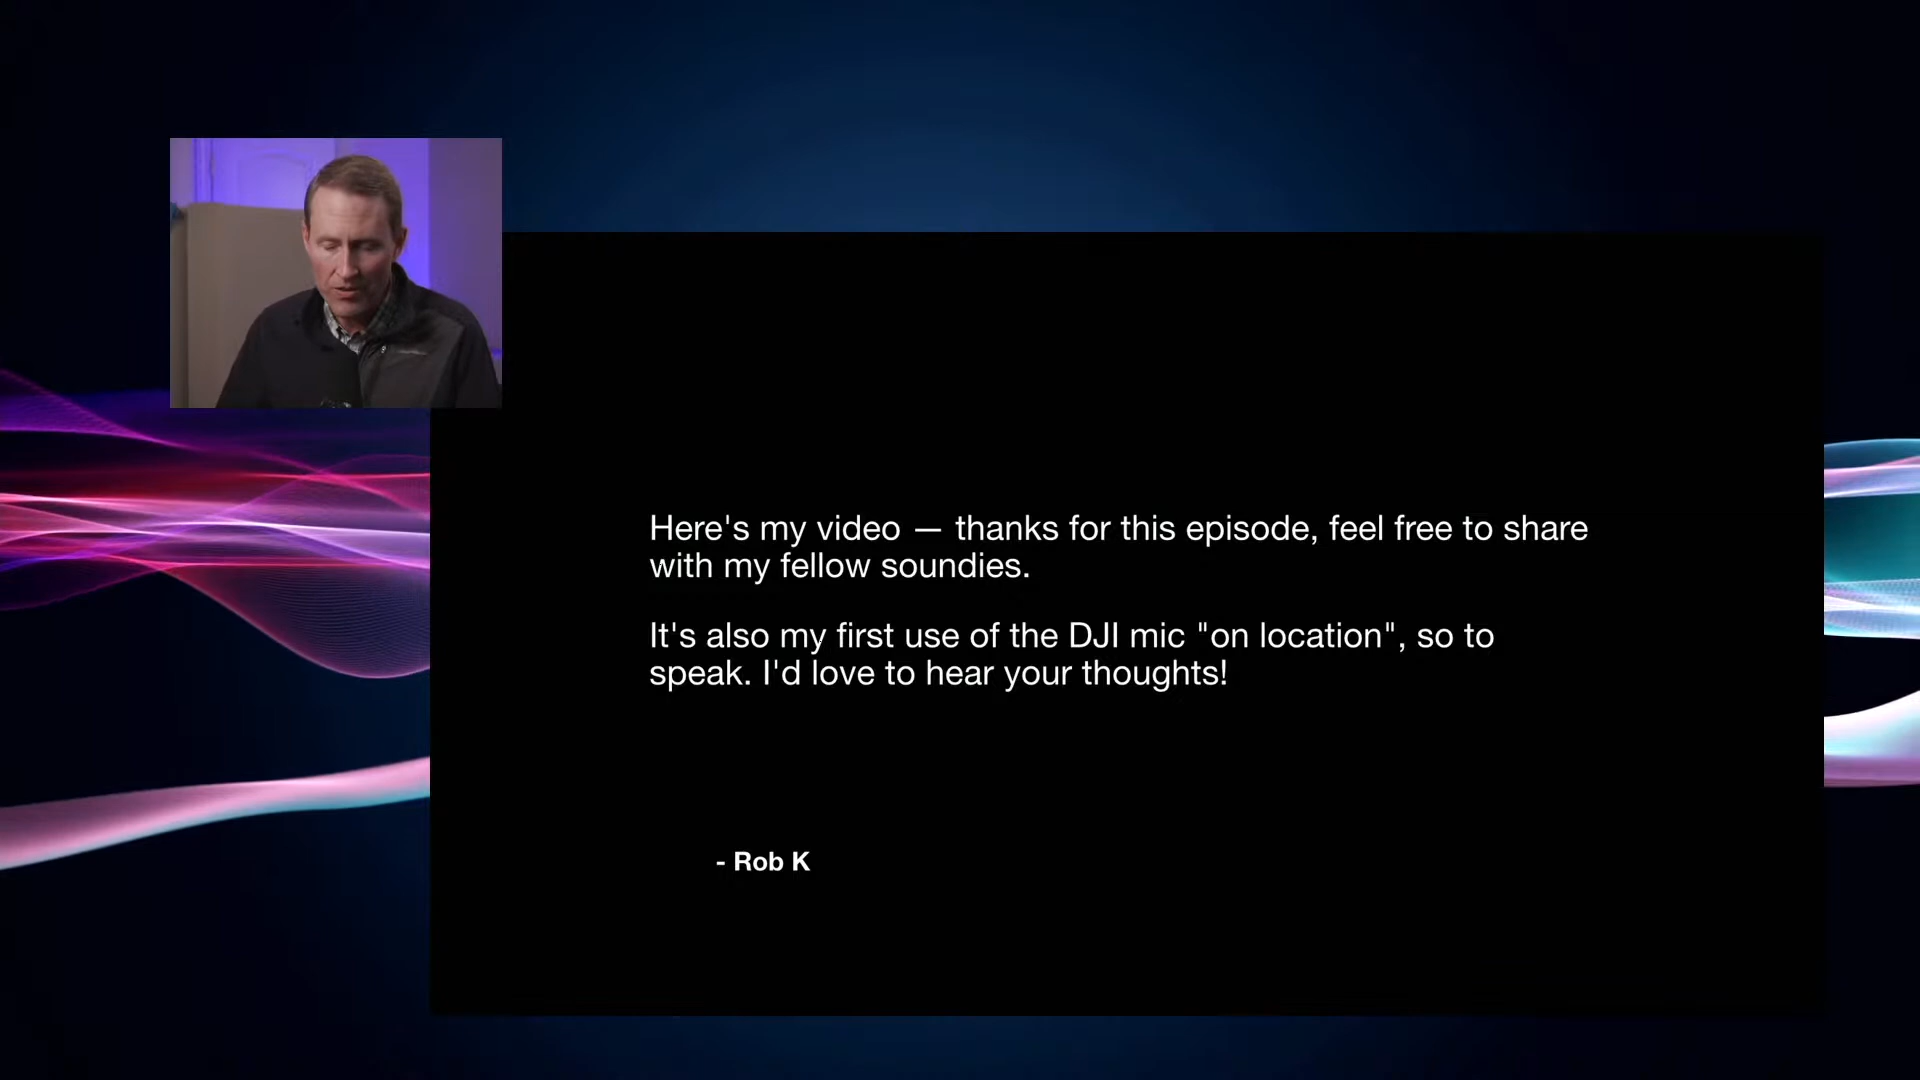 Here's my video — thanks for this episode, feel free to share
with my fellow soundies.
It's also my first use of the DJI mic "on location", so to
speak. I'd love to hear your thoughts!
- Rob K